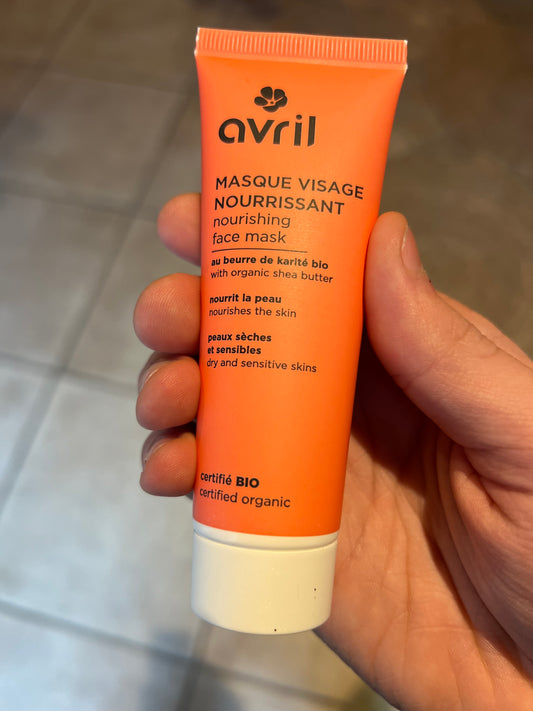 avril
MASQUE VISAGE
NOURRISSANT
nourishing
face mask
au beurre de karité bio
with organic shea butter
nourrit la peau
nourishes the skin
peaux sèches
et sensibles
dry and sensitive skins
certifié BIO
certified organic